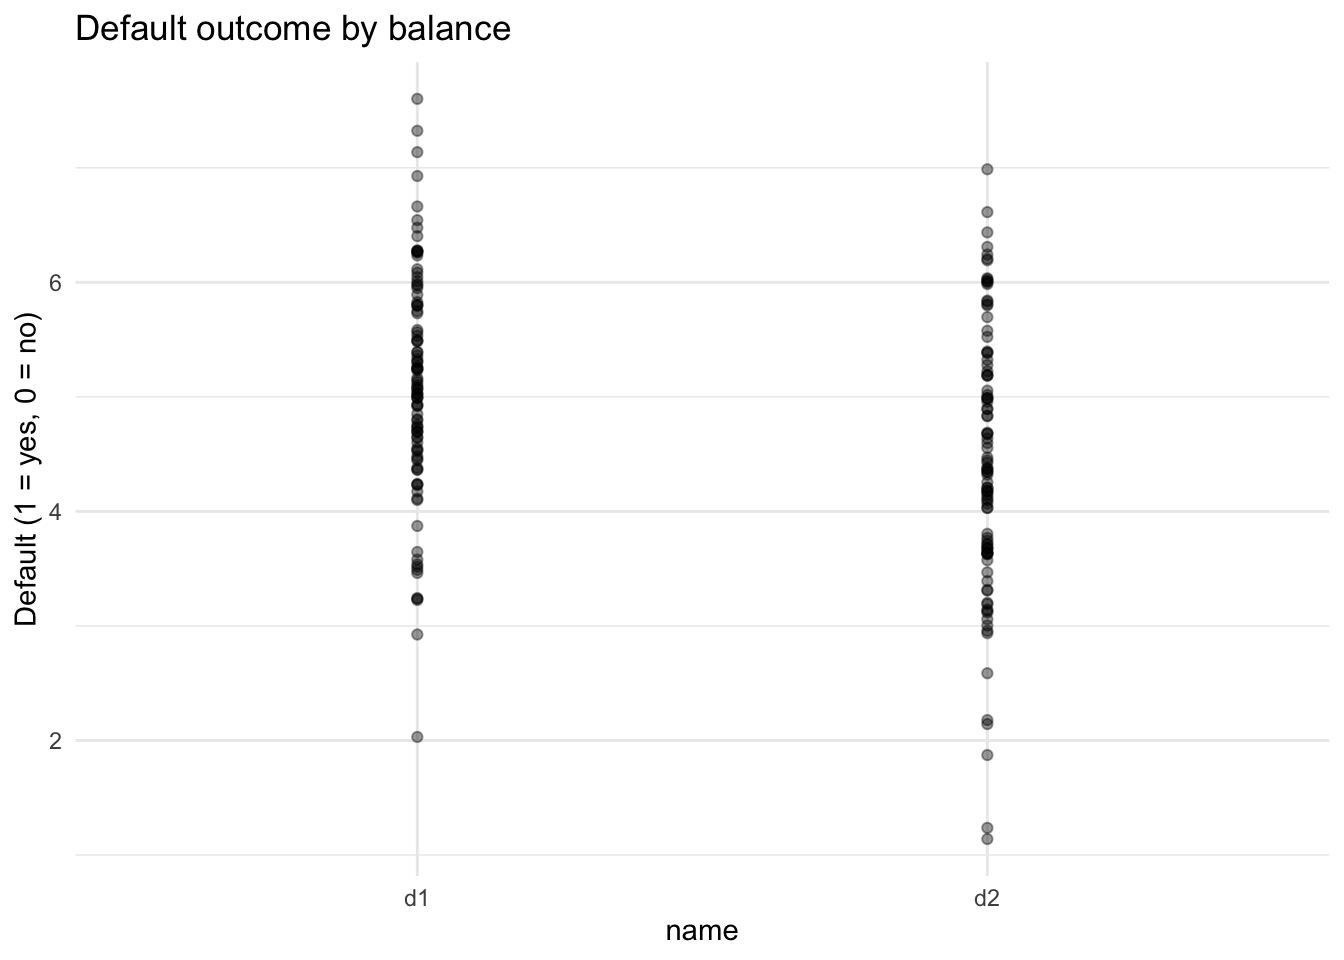 Default outcome by balance
Default (1 = yes, 0 = no)
6
4
2
d1
d2
name